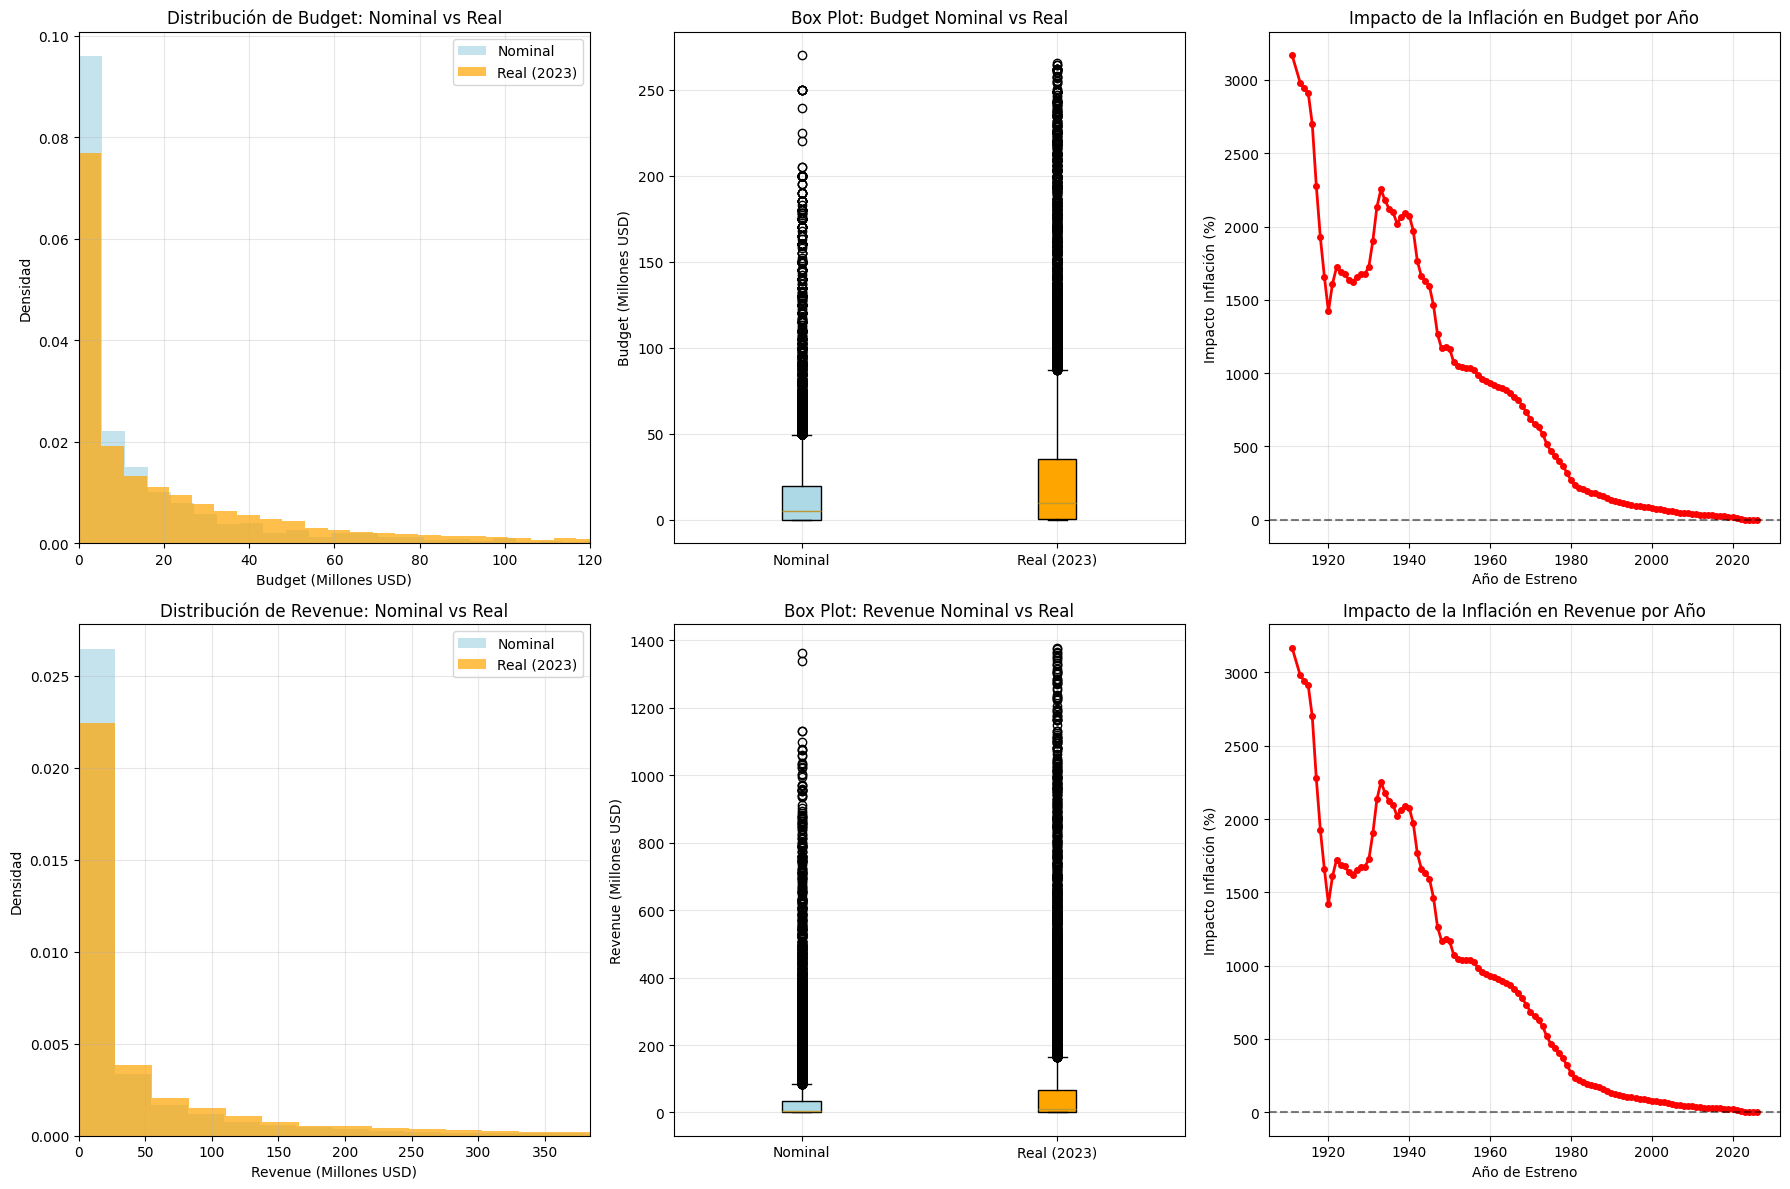 Distribución de Budget: Nominal vs Real
0.10
0.08
0.06
0.04
0.02
0.00
Densidad
Nominal
Real (2023)
0 20 40 60 80 100 120
Budget (Millones USD)
Box Plot: Budget Nominal vs Real
250
200
150
100
50
0
Budget (Millones USD)
Nominal Real (2023)
Impacto de la Inflación en Budget por Año
3000
2500
2000
1500
1000
500
0
Impacto Inflación (%)
1920 1940 1960 1980 2000 2020
Año de Estreno
Distribución de Revenue: Nominal vs Real
0.025
0.020
0.015
0.010
0.005
0.000
Densidad
Nominal
Real (2023)
0 50 100 150 200 250 300 350
Revenue (Millones USD)
Box Plot: Revenue Nominal vs Real
1400
1200
1000
800
600
400
200
0
Revenue (Millones USD)
Nominal Real (2023)
Impacto de la Inflación en Revenue por Año
3000
2500
2000
1500
1000
500
0
Impacto Inflación (%)
1920 1940 1960 1980 2000 2020
Año de Estreno